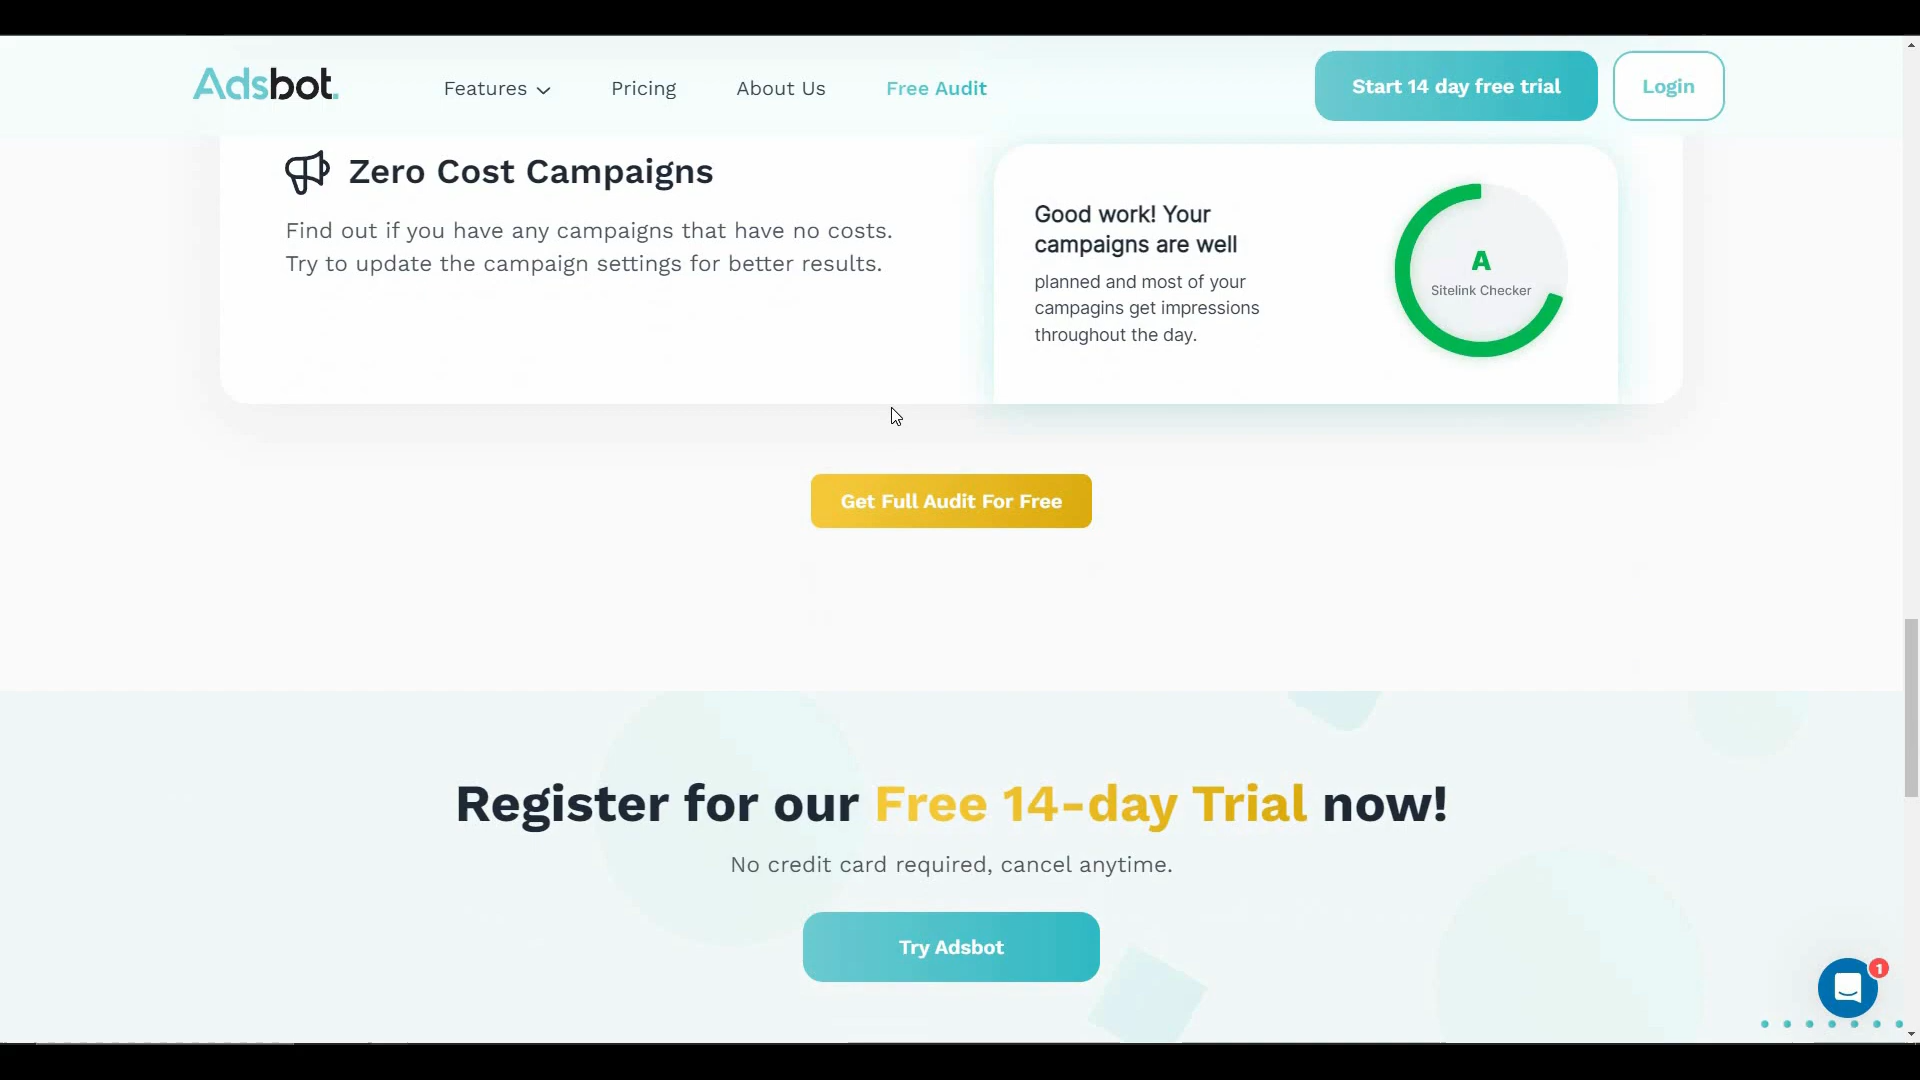 Adsbot.
Features
Pricing
About Us
Free Audit
Start 14 day free trial
Login
Zero Cost Campaigns
Find out if you have any campaigns that have no costs.
Try to update the campaign settings for better results.
Good work! Your
campaigns are well
planned and most of your
campagins get impressions
throughout the day.
A
Sitelink Checker
Get Full Audit For Free
Register for our Free 14-day Trial now!
No credit card required, cancel anytime.
Try Adsbot
1